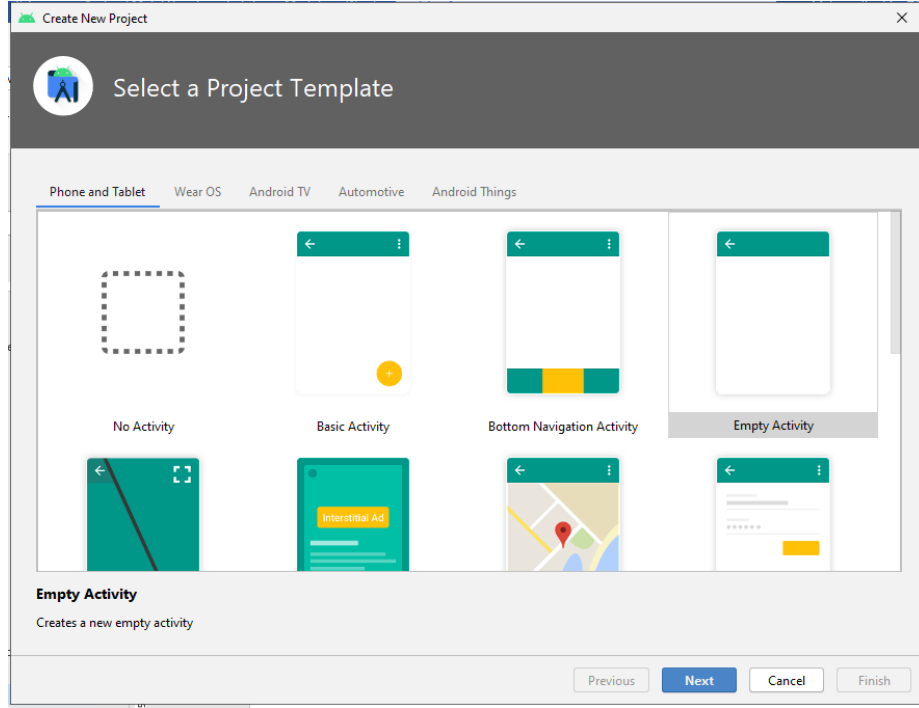 Create New Project
Select a Project Template
Phone and Tablet Wear OS Android TV Automotive Android Things
No Activity Basic Activity Bottom Navigation Activity Empty Activity
Interstitial Ad
Empty Activity
Creates a new empty activity
Previous Next Cancel Finish